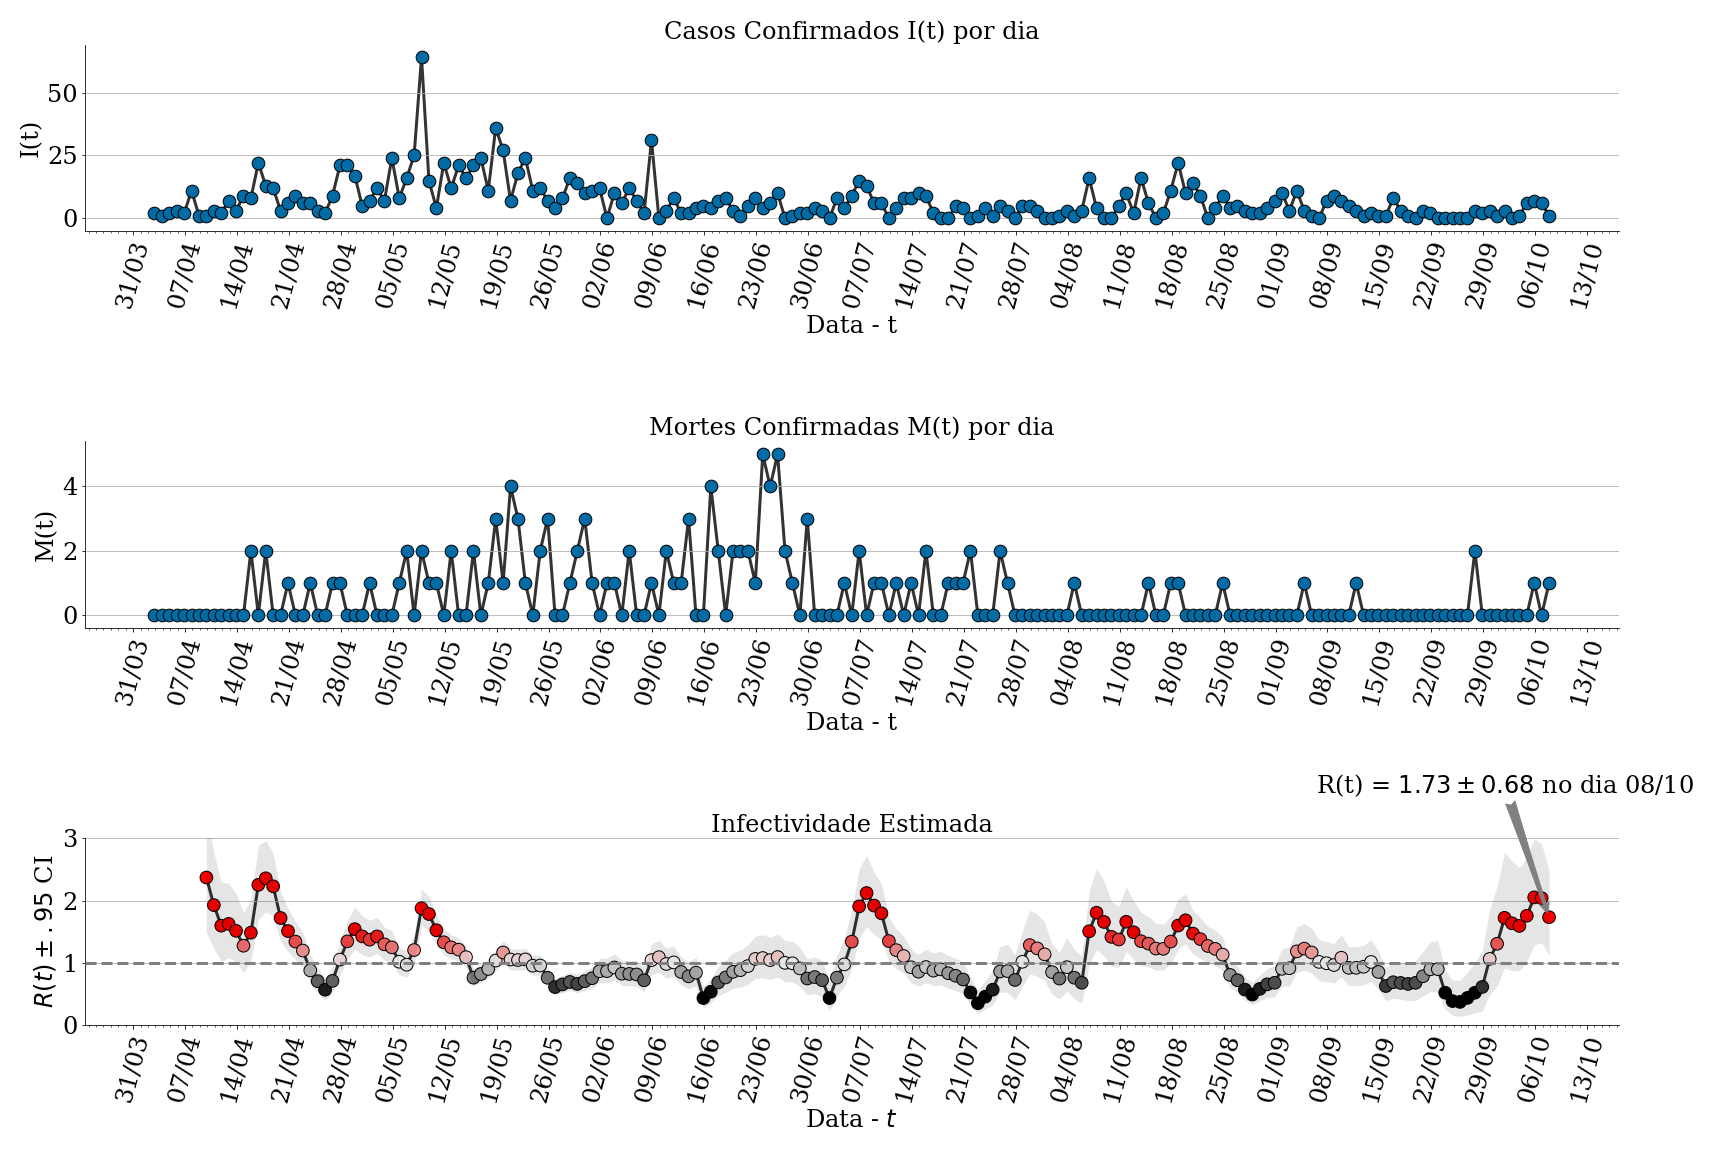 Casos Confirmados I(t) por dia
I(t)
50
25
0
31/03 07/04 14/04 21/04 28/04 05/05 12/05 19/05 26/05 02/06 09/06 16/06 23/06 30/06 07/07 14/07 21/07 28/07 04/08 11/08 18/08 25/08 01/09 08/09 15/09 22/09 29/09 06/10 13/10
Data - t
Mortes Confirmadas M(t) por dia
M(t)
4
2
0
31/03 07/04 14/04 21/04 28/04 05/05 12/05 19/05 26/05 02/06 09/06 16/06 23/06 30/06 07/07 14/07 21/07 28/07 04/08 11/08 18/08 25/08 01/09 08/09 15/09 22/09 29/09 06/10 13/10
Data - t
R(t) = 1.73 ± 0.68 no dia 08/10
Infectividade Estimada
R(t) ± .95 CI
3
2
1
0
31/03 07/04 14/04 21/04 28/04 05/05 12/05 19/05 26/05 02/06 09/06 16/06 23/06 30/06 07/07 14/07 21/07 28/07 04/08 11/08 18/08 25/08 01/09 08/09 15/09 22/09 29/09 06/10 13/10
Data - t